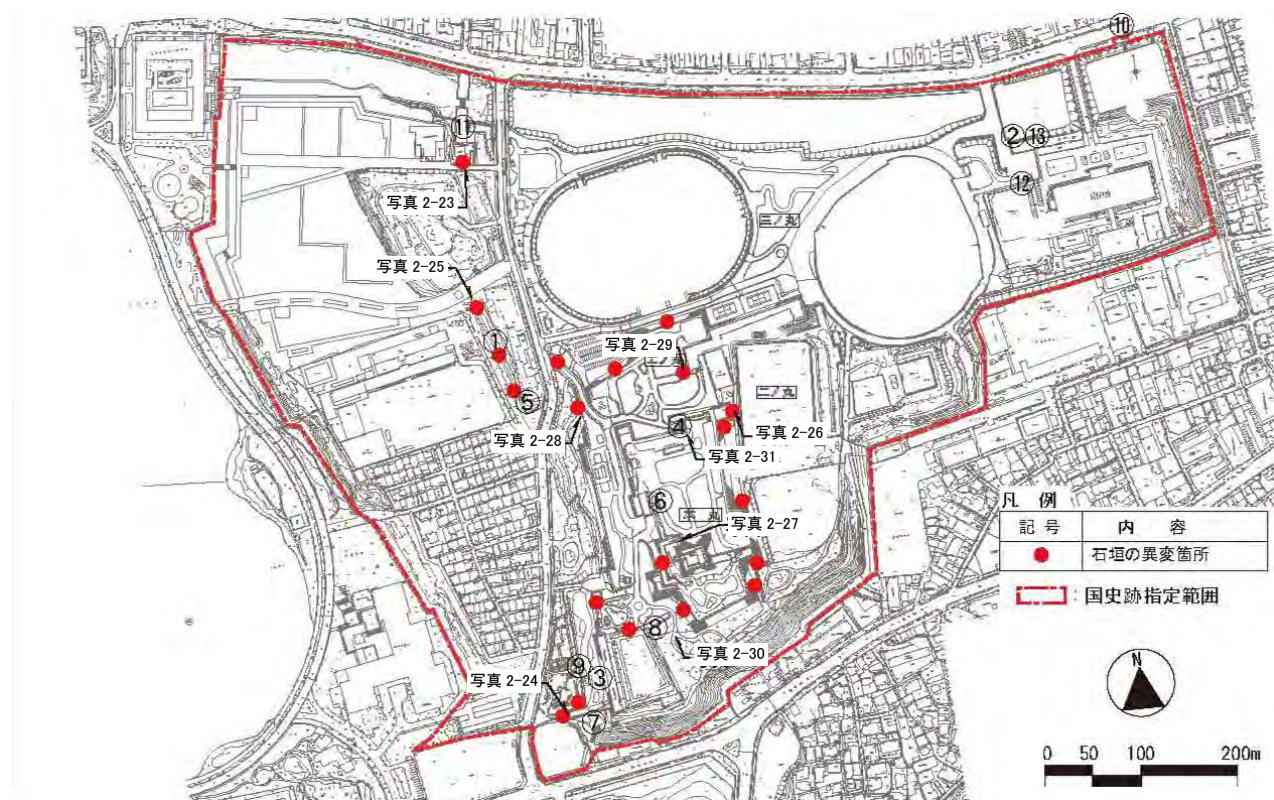 ⑩
⑪
②⑬
写真 2-23
⑫
三ノ丸
写真 2-25
①
写真 2-29
⑤
二ノ丸
写真 2-28
④
写真 2-26
写真 2-31
⑥
本丸
写真 2-27
凡 例
記 号
内 容
石垣の異変箇所
国史跡指定範囲
⑧
写真 2-30
⑨
③
写真 2-24
⑦
N
0 50 100 200m